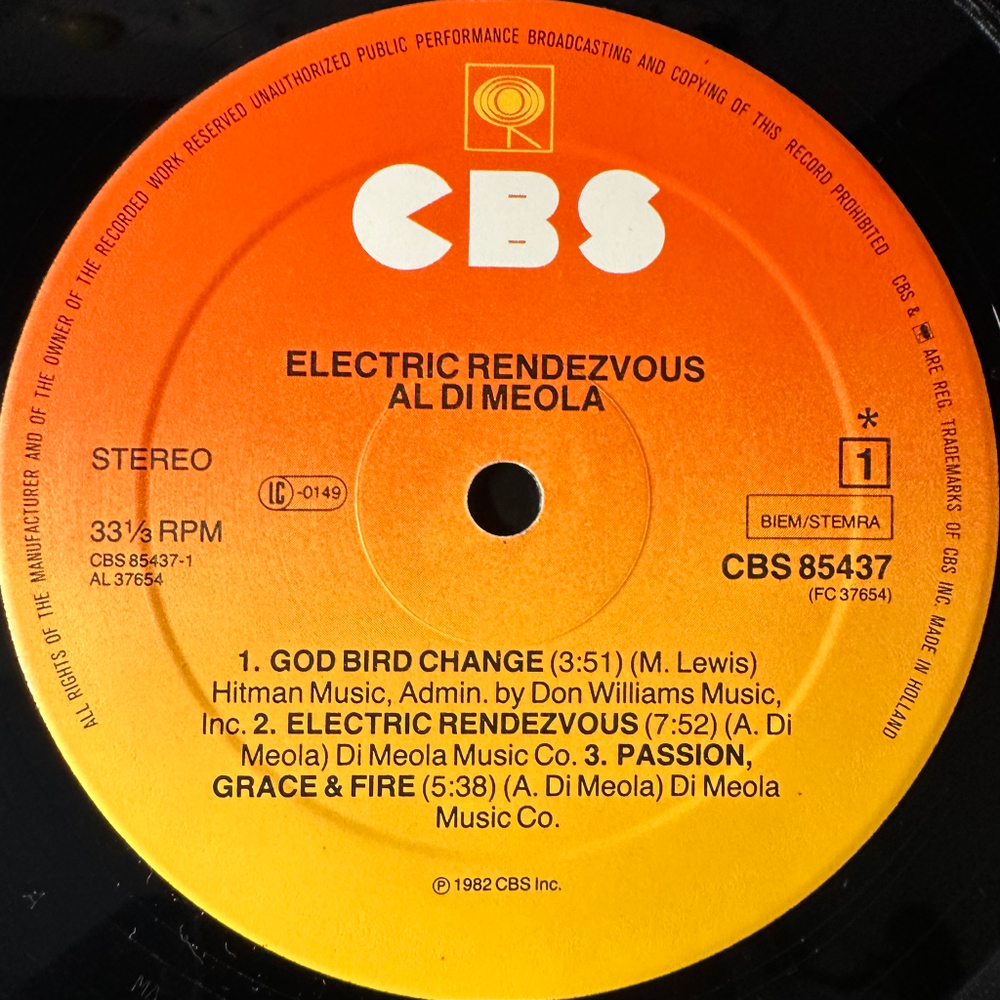 ALL RIGHTS OF THE MANUFACTURER AND OF THE OWNER OF THE RECORDED WORK RESERVED UNAUTHORIZED PUBLIC PERFORMANCE BROADCASTING AND COPYING OF THIS RECORD PROHIBITED CBS & ARE REG. TRADEMARKS OF CBS INC. MADE IN HOLLAND
CBS
ELECTRIC RENDEZVOUS
AL DI MEOLA
STEREO
LC-0149
33⅓ RPM
CBS 85437-1
AL 37654
*
1
BIEM/STEMRA
CBS 85437
(FC 37654)
1. GOD BIRD CHANGE (3:51) (M. Lewis)
Hitman Music, Admin. by Don Williams Music,
Inc. 2. ELECTRIC RENDEZVOUS (7:52) (A. Di
Meola) Di Meola Music Co. 3. PASSION,
GRACE & FIRE (5:38) (A. Di Meola) Di Meola
Music Co.
℗ 1982 CBS Inc.